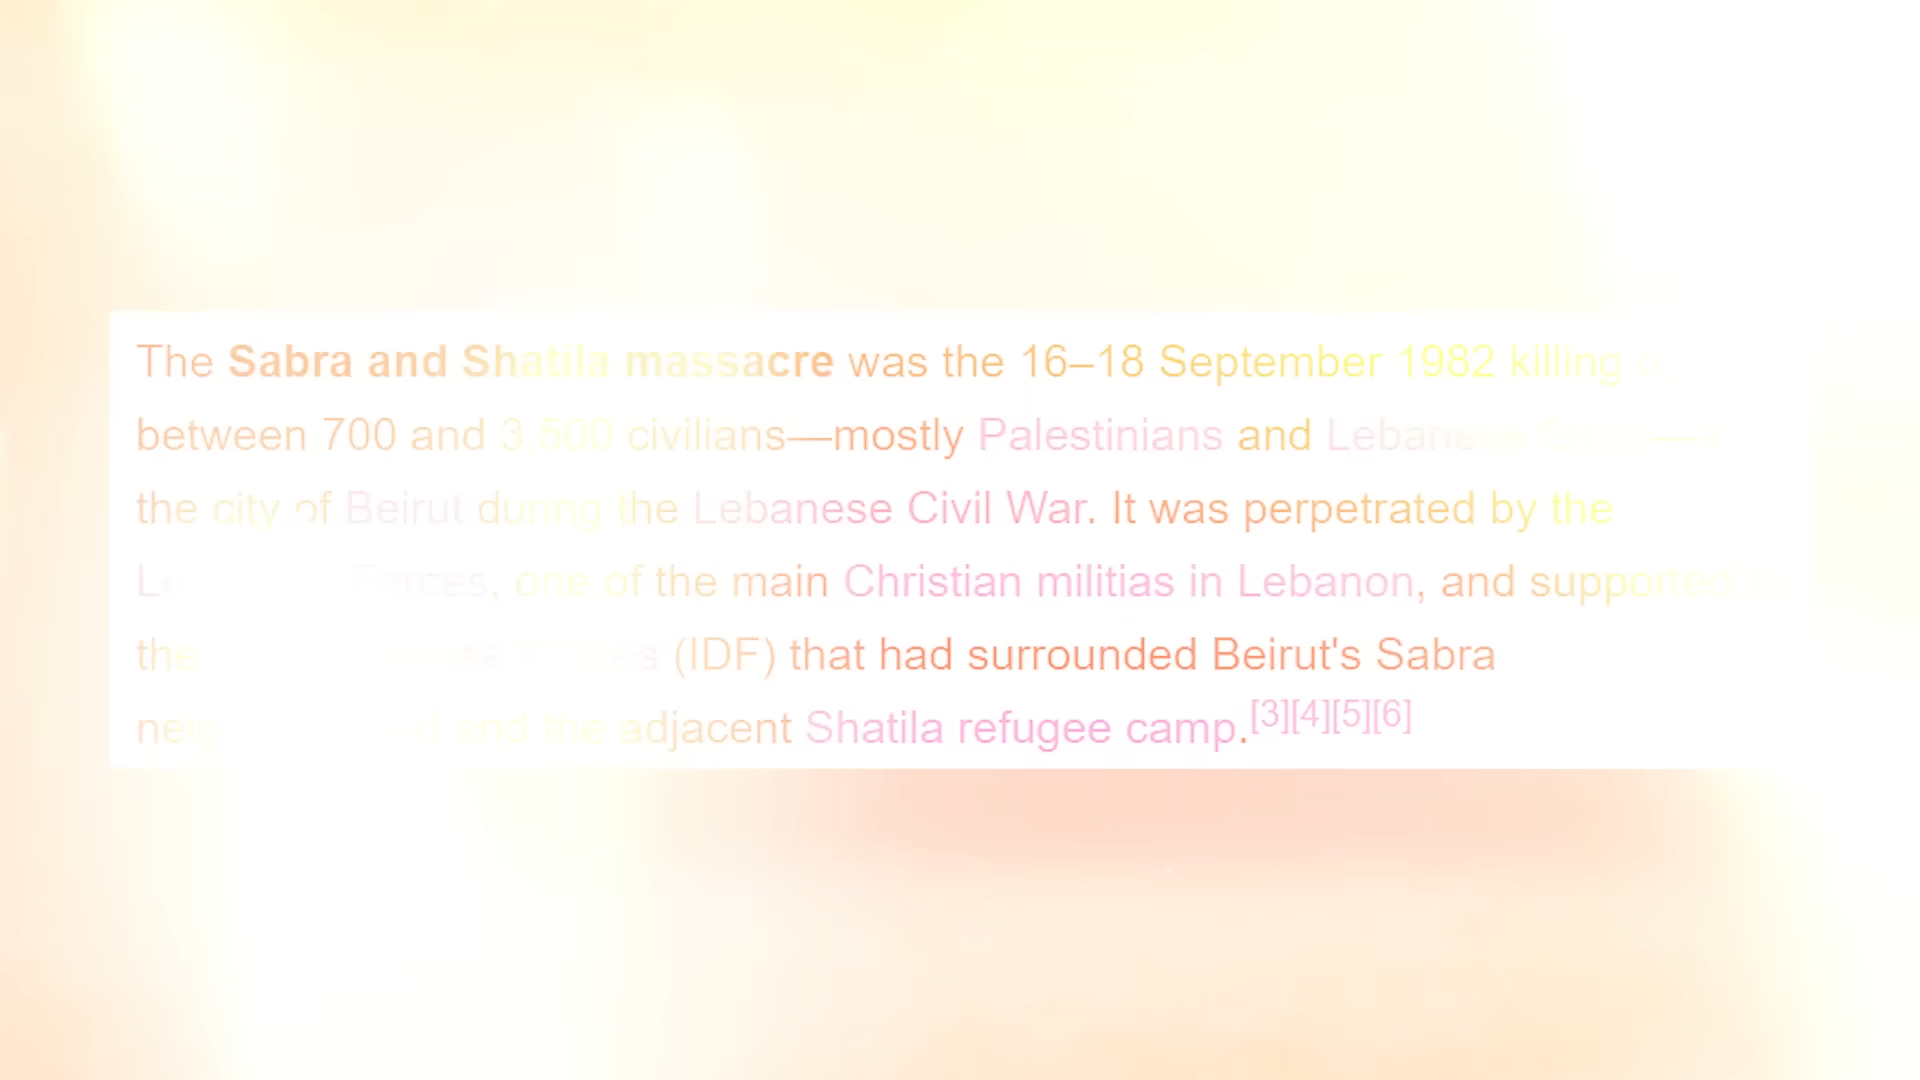 The Sabra and Shatila massacre was the 16–18 September 1982 killing
between 700 and 3,500 civilians—mostly Palestinians and Lebanese
the city of Beirut during the Lebanese Civil War. It was perpetrated by the
Forces, one of the main Christian militias in Lebanon, and supported
the (IDF) that had surrounded Beirut's Sabra
and the adjacent Shatila refugee camp.[3][4][5][6]